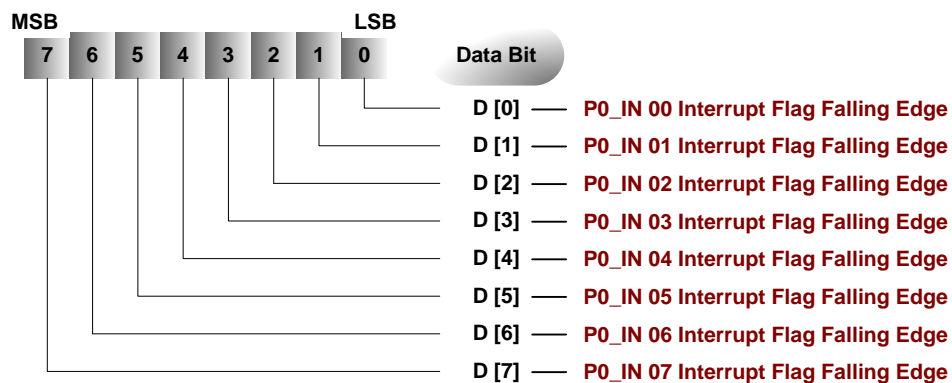 MSB LSB
7 6 5 4 3 2 1 0 Data Bit
D [0] P0_IN 00 Interrupt Flag Falling Edge
D [1] P0_IN 01 Interrupt Flag Falling Edge
D [2] P0_IN 02 Interrupt Flag Falling Edge
D [3] P0_IN 03 Interrupt Flag Falling Edge
D [4] P0_IN 04 Interrupt Flag Falling Edge
D [5] P0_IN 05 Interrupt Flag Falling Edge
D [6] P0_IN 06 Interrupt Flag Falling Edge
D [7] P0_IN 07 Interrupt Flag Falling Edge